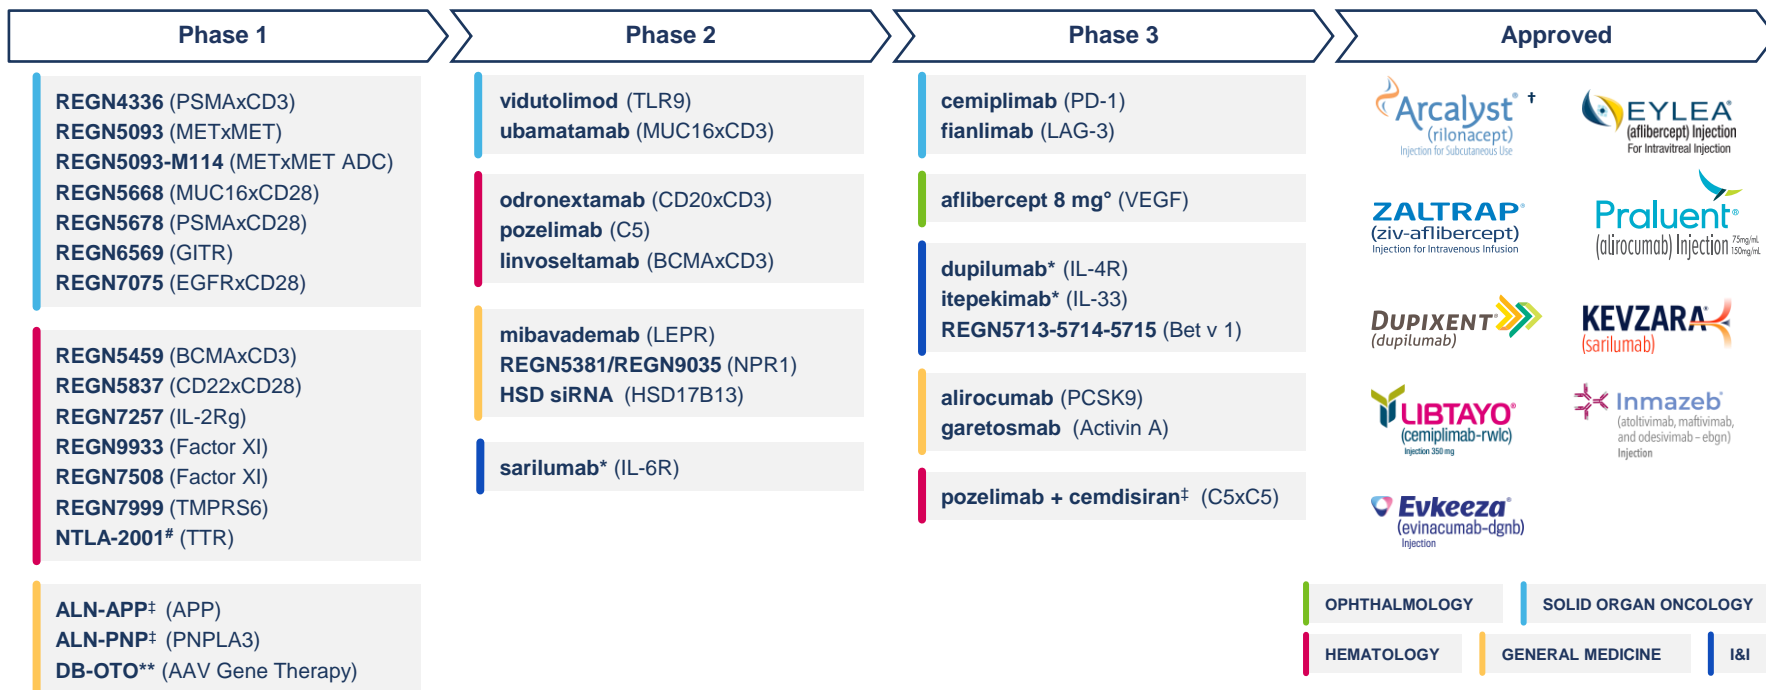 Phase 1
Phase 2
Phase 3
Approved
REGN4336 (PSMAxCD3)
REGN5093 (METxMET)
REGN5093-M114 (METxMET ADC)
REGN5668 (MUC16xCD28)
REGN5678 (PSMAxCD28)
REGN6569 (GITR)
REGN7075 (EGFRxCD28)
REGN5459 (BCMAxCD3)
REGN5837 (CD22xCD28)
REGN7257 (IL-2Rg)
REGN9933 (Factor XI)
REGN7508 (Factor XI)
REGN7999 (TMPRS6)
NTLA-2001# (TTR)
ALN-APP‡ (APP)
ALN-PNP‡ (PNPLA3)
DB-OTO** (AAV Gene Therapy)
vidutolimod (TLR9)
ubamatamab (MUC16xCD3)
odronextamab (CD20xCD3)
pozelimab (C5)
linvoseltamab (BCMAxCD3)
mibavademab (LEPR)
REGN5381/REGN9035 (NPR1)
HSD siRNA (HSD17B13)
sarilumab* (IL-6R)
cemiplimab (PD-1)
fianlimab (LAG-3)
aflibercept 8 mg° (VEGF)
dupilumab* (IL-4R)
itepekimab* (IL-33)
REGN5713-5714-5715 (Bet v 1)
alirocumab (PCSK9)
garetosmab (Activin A)
pozelimab + cemdisiran‡ (C5xC5)
Arcalyst® †
(rilonacept)
Injection for Subcutaneous Use
EYLEA®
(aflibercept) Injection
For Intravitreal Injection
ZALTRAP®
(ziv-aflibercept)
Injection for Intravenous Infusion
Praluent®
(alirocumab) Injection 75mg/mL
150mg/mL
DUPIXENT®
(dupilumab)
KEVZARA®
(sarilumab)
LIBTAYO®
(cemiplimab-rwlc)
Injection 350 mg
Inmazeb®
(atoltivimab, maftivimab,
and odesivimab – ebgn)
Injection
Evkeeza®
(evinacumab-dgnb)
Injection
OPHTHALMOLOGY
SOLID ORGAN ONCOLOGY
HEMATOLOGY
GENERAL MEDICINE
I&I